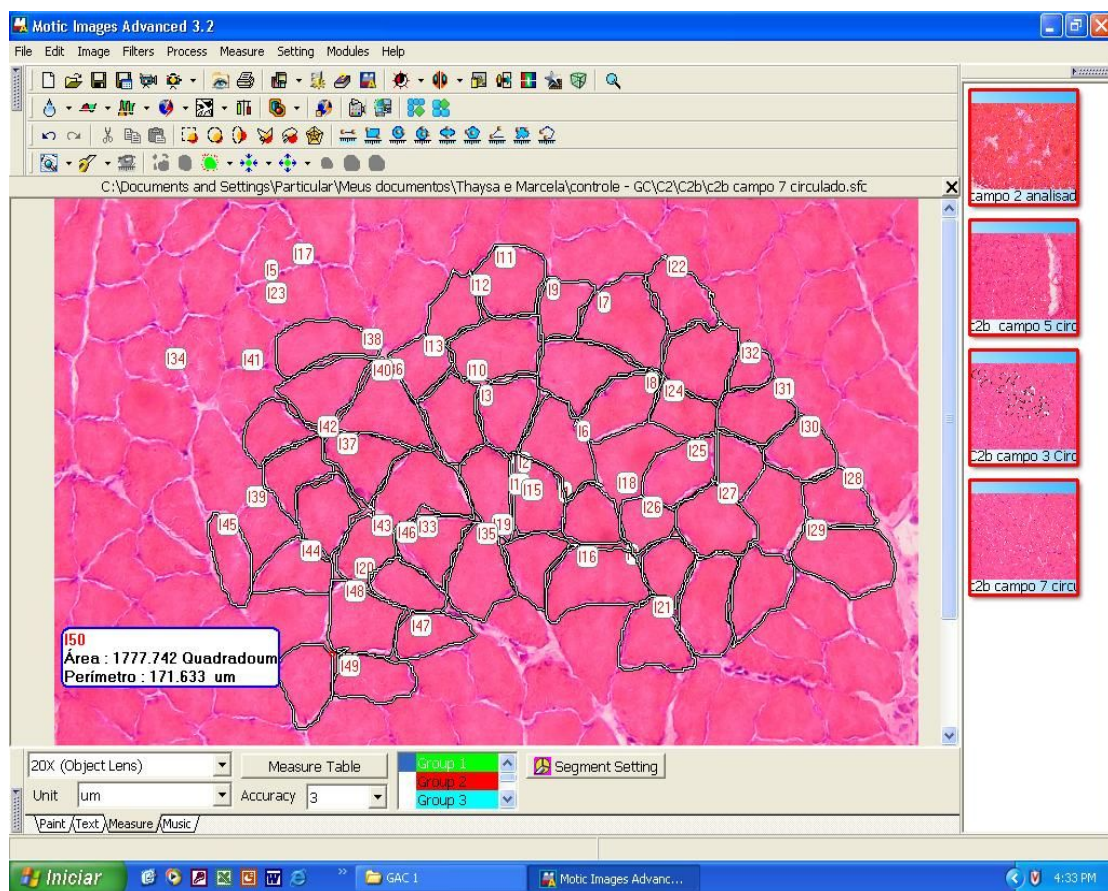 Motic Images Advanced 3.2
File Edit Image Filters Process Measure Setting Modules Help
C:\Documents and Settings\Particular\Meus documentos\Thaysa e Marcela\controle - GC\C2\C2b\c2b campo 7 circulado.sfc
campo 2 analisad
c2b campo 5 circ
C2b campo 3 Circ
c2b campo 7 circu
I17
I11
I5
I22
I12
I9
I23
I7
I38
I13
I32
I34
I41
I40
I10
I8
I24
I31
I3
I42
I6
I30
I37
I25
I2
I28
I1
I15
I18
I27
I39
I26
I45
I43
I46
I33
I35
I19
I29
I44
I16
I20
I48
I21
I47
I49
I50
Área : 1777.742 Quadradoum
Perímetro : 171.633 um
20X (Object Lens)
Measure Table
Group 1
Group 2
Group 3
Segment Setting
Unit um
Accuracy 3
Paint Text Measure Music
Iniciar
GAC 1
Motic Images Advanc...
4:33 PM